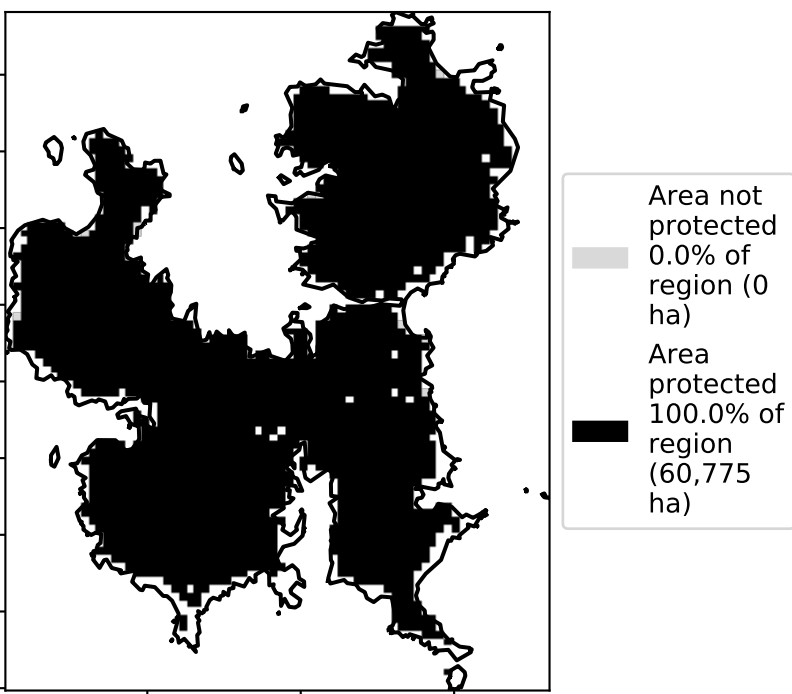 Area not
protected
0.0% of
region (0
ha)
Area
protected
100.0% of
region
(60,775
ha)